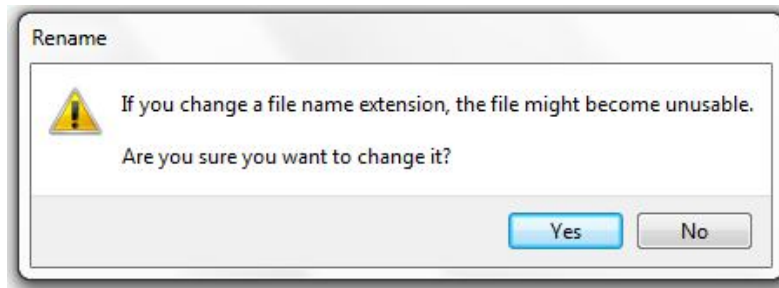 Rename
If you change a file name extension, the file might become unusable.
Are you sure you want to change it?
Yes No